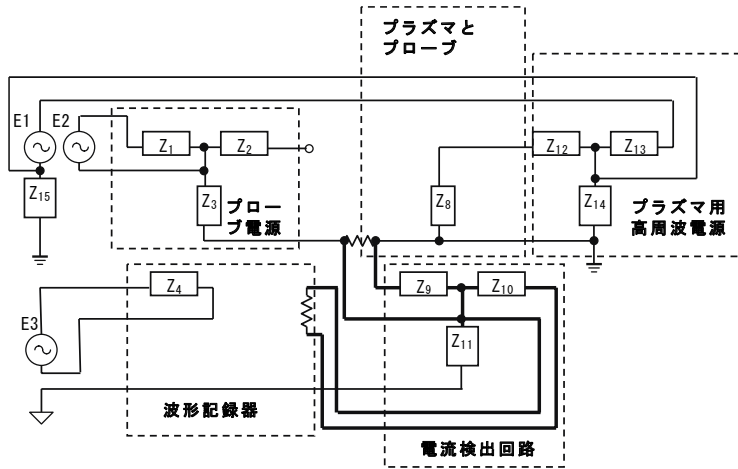 プラズマと
プローブ
E1
E2
Z1
Z2
Z12
Z13
Z15
Z3
プロー
ブ電源
Z8
Z14
プラズマ用
高周波電源
Z4
Z9
Z10
E3
Z11
波形記録器
電流検出回路